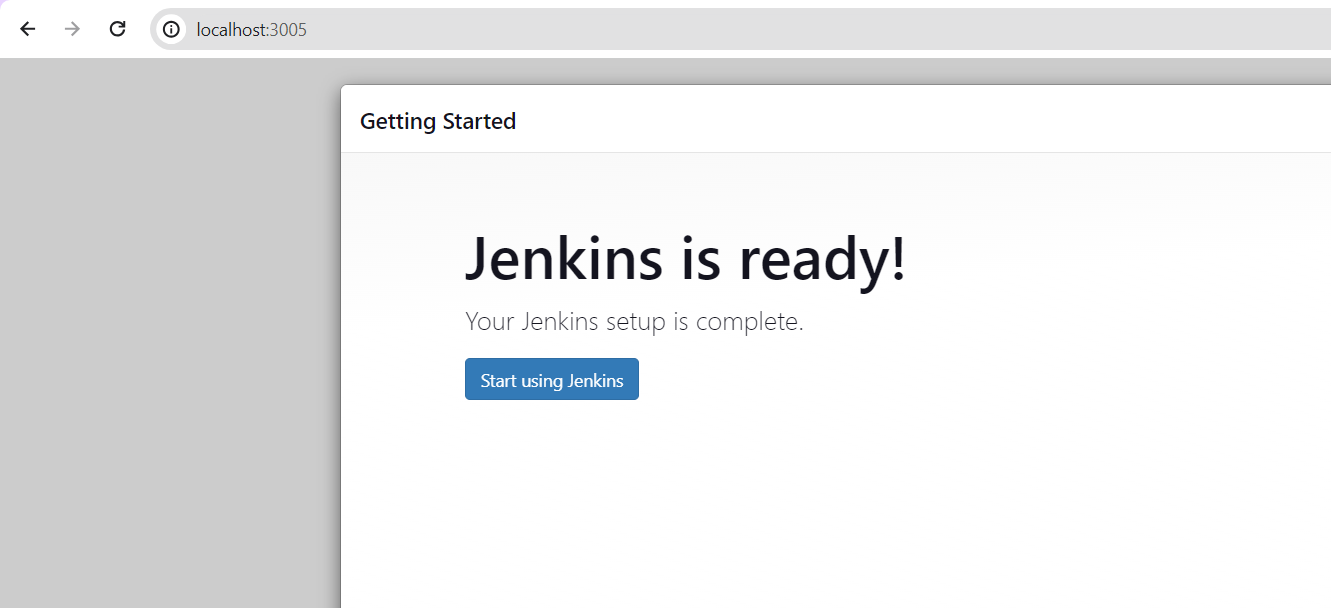 localhost:3005
Getting Started
Jenkins is ready!
Your Jenkins setup is complete.
Start using Jenkins